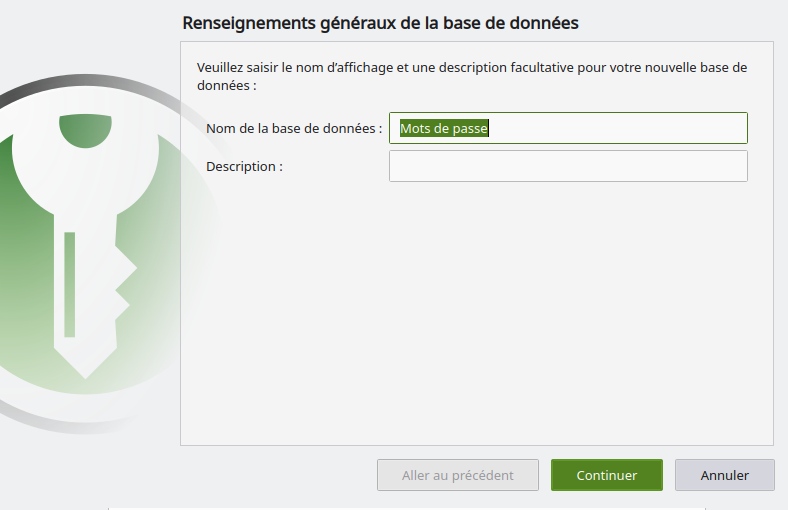 Renseignements généraux de la base de données
Veuillez saisir le nom d’affichage et une description facultative pour votre nouvelle base de
données :
Nom de la base de données : Mots de passe
Description :
Aller au précédent Continuer Annuler